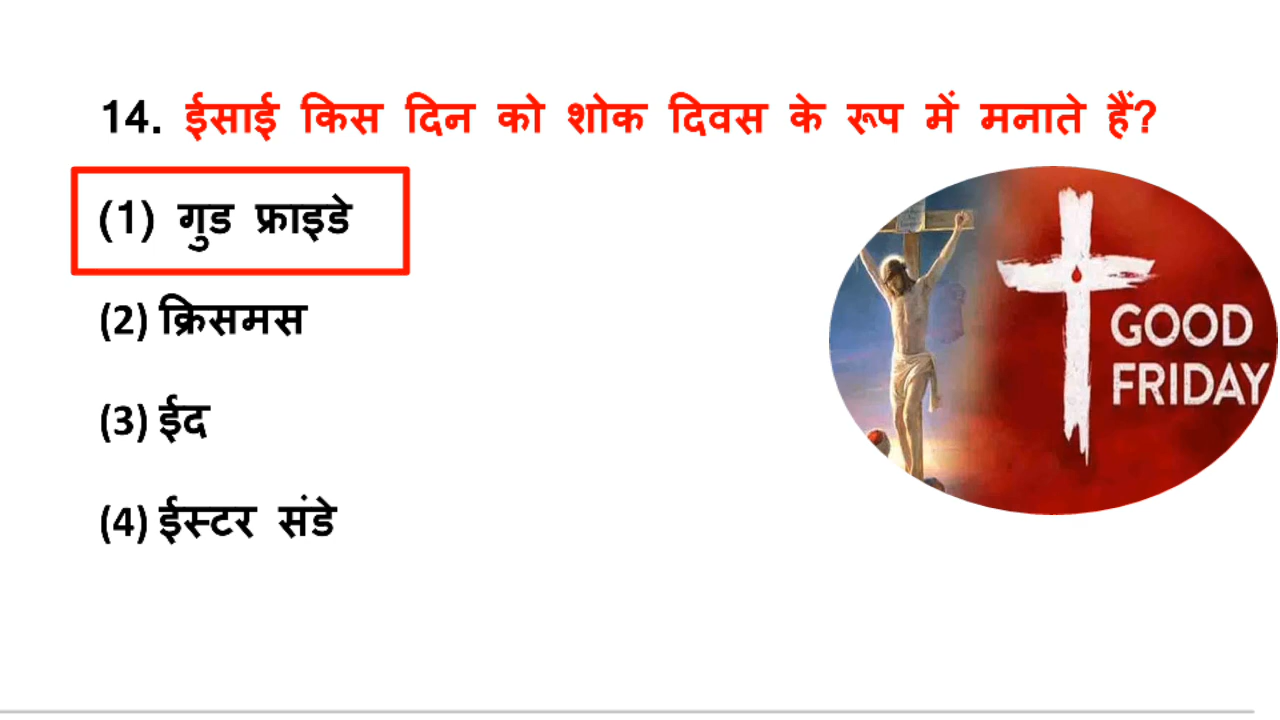 14. ईसाई किस दिन को शोक दिवस के रूप में मनाते हैं?
(1) गुड फ्राइडे
(2) क्रिसमस
(3) ईद
(4) ईस्टर संडे
GOOD
FRIDAY